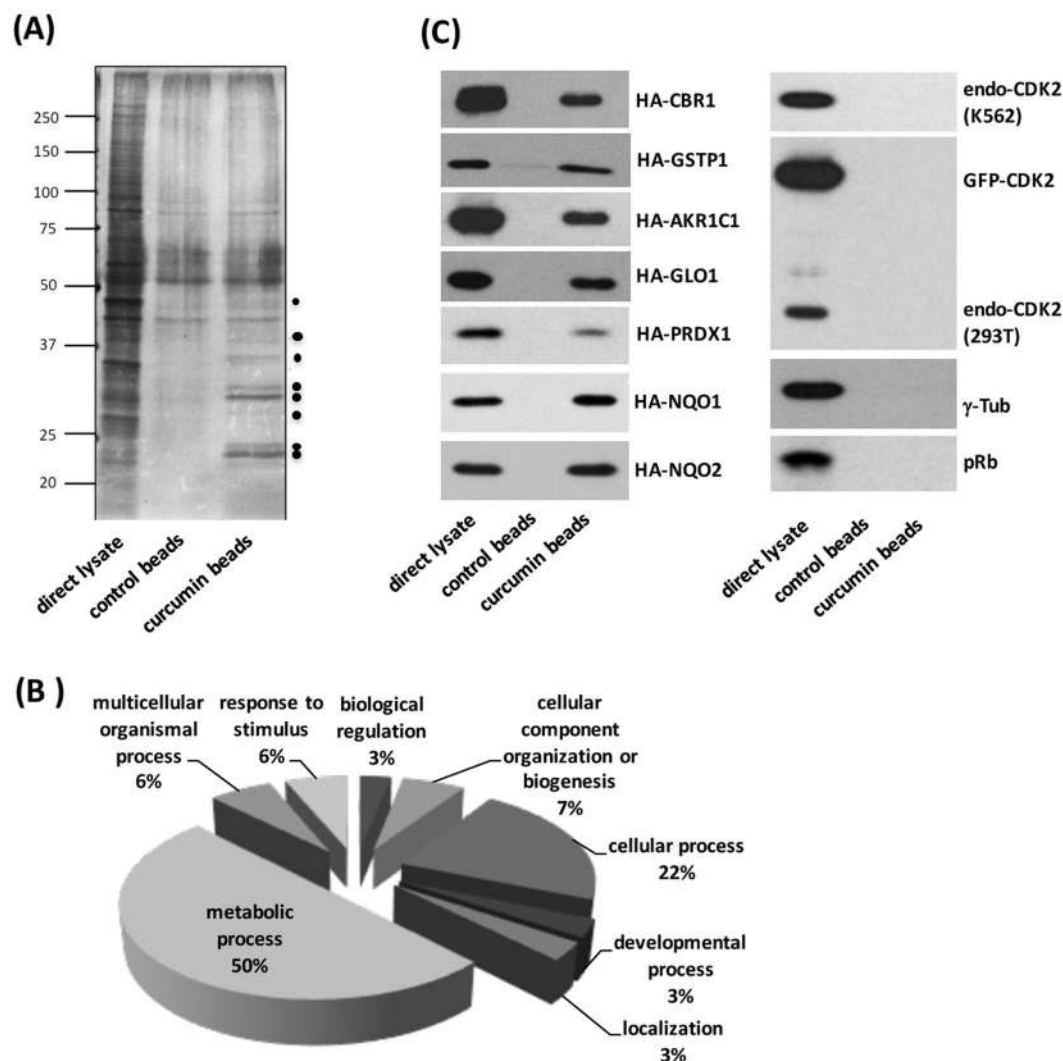 (A)
250
150
100
75
50
37
25
20
direct lysate
control beads
curcumin beads
(C)
HA-CBR1
HA-GSTP1
HA-AKR1C1
HA-GLO1
HA-PRDX1
HA-NQO1
HA-NQO2
direct lysate
control beads
curcumin beads
endo-CDK2
(K562)
GFP-CDK2
endo-CDK2
(293T)
γ-Tub
pRb
direct lysate
control beads
curcumin beads
(B )
multicellular
organismal
process
6%
response to
stimulus
6%
biological
regulation
3%
cellular
component
organization or
biogenesis
7%
cellular process
22%
developmental
process
3%
localization
3%
metabolic
process
50%